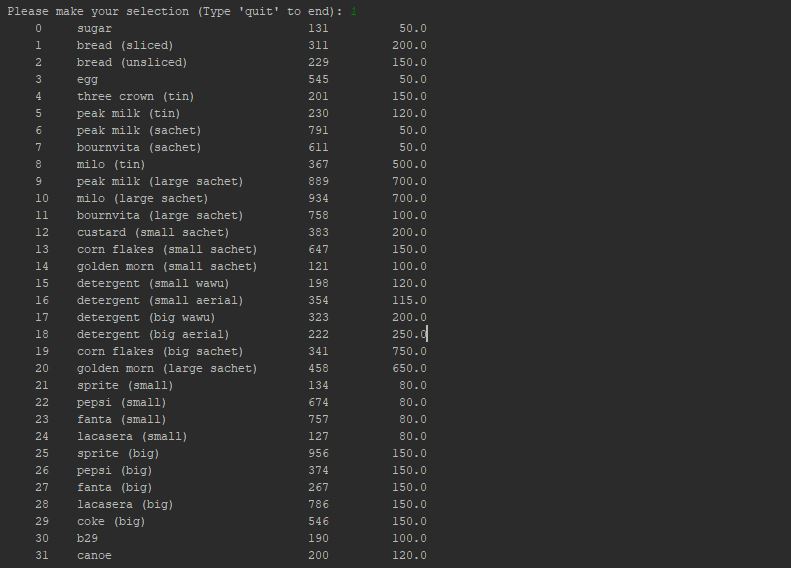 Please make your selection (Type 'quit' to end): 1
0 sugar 131 50.0
1 bread (sliced) 311 200.0
2 bread (unsliced) 229 150.0
3 egg 545 50.0
4 three crown (tin) 201 150.0
5 peak milk (tin) 230 120.0
6 peak milk (sachet) 791 50.0
7 bournvita (sachet) 611 50.0
8 milo (tin) 367 500.0
9 peak milk (large sachet) 889 700.0
10 milo (large sachet) 934 700.0
11 bournvita (large sachet) 758 100.0
12 custard (small sachet) 383 200.0
13 corn flakes (small sachet) 647 150.0
14 golden morn (small sachet) 121 100.0
15 detergent (small wawu) 198 120.0
16 detergent (small aerial) 354 115.0
17 detergent (big wawu) 323 200.0
18 detergent (big aerial) 222 250.0
19 corn flakes (big sachet) 341 750.0
20 golden morn (large sachet) 458 650.0
21 sprite (small) 134 80.0
22 pepsi (small) 674 80.0
23 fanta (small) 757 80.0
24 lacasera (small) 127 80.0
25 sprite (big) 956 150.0
26 pepsi (big) 374 150.0
27 fanta (big) 267 150.0
28 lacasera (big) 786 150.0
29 coke (big) 546 150.0
30 b29 190 100.0
31 canoe 200 120.0